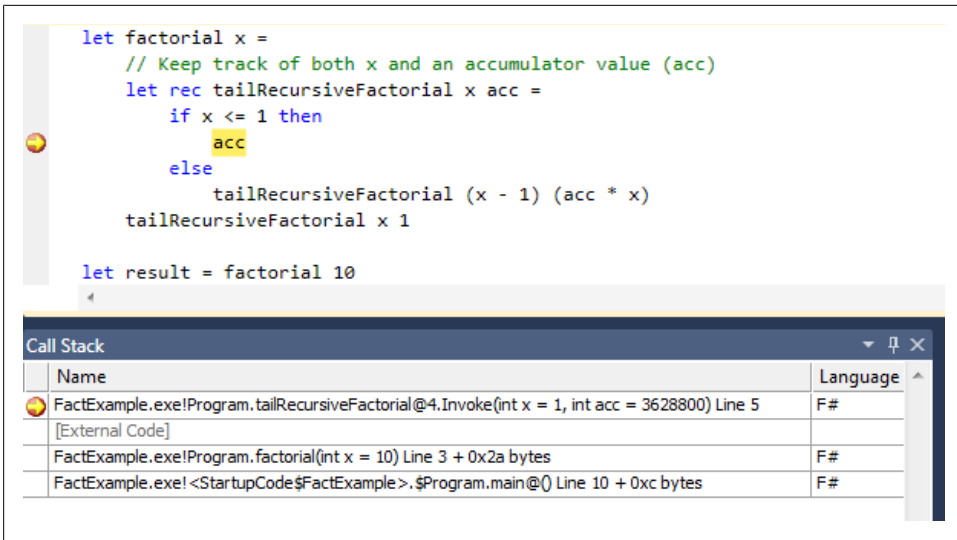 let factorial x =
// Keep track of both x and an accumulator value (acc)
let rec tailRecursiveFactorial x acc =
if x <= 1 then
acc
else
tailRecursiveFactorial (x - 1) (acc * x)
tailRecursiveFactorial x 1
let result = factorial 10
Call Stack
Name Language
FactExample.exe!Program.tailRecursiveFactorial@4.Invoke(int x = 1, int acc = 3628800) Line 5 F#
[External Code]
FactExample.exe!Program.factorial(int x = 10) Line 3 + 0x2a bytes F#
FactExample.exe!<StartupCode$FactExample>.$Program.main@() Line 10 + 0xc bytes F#